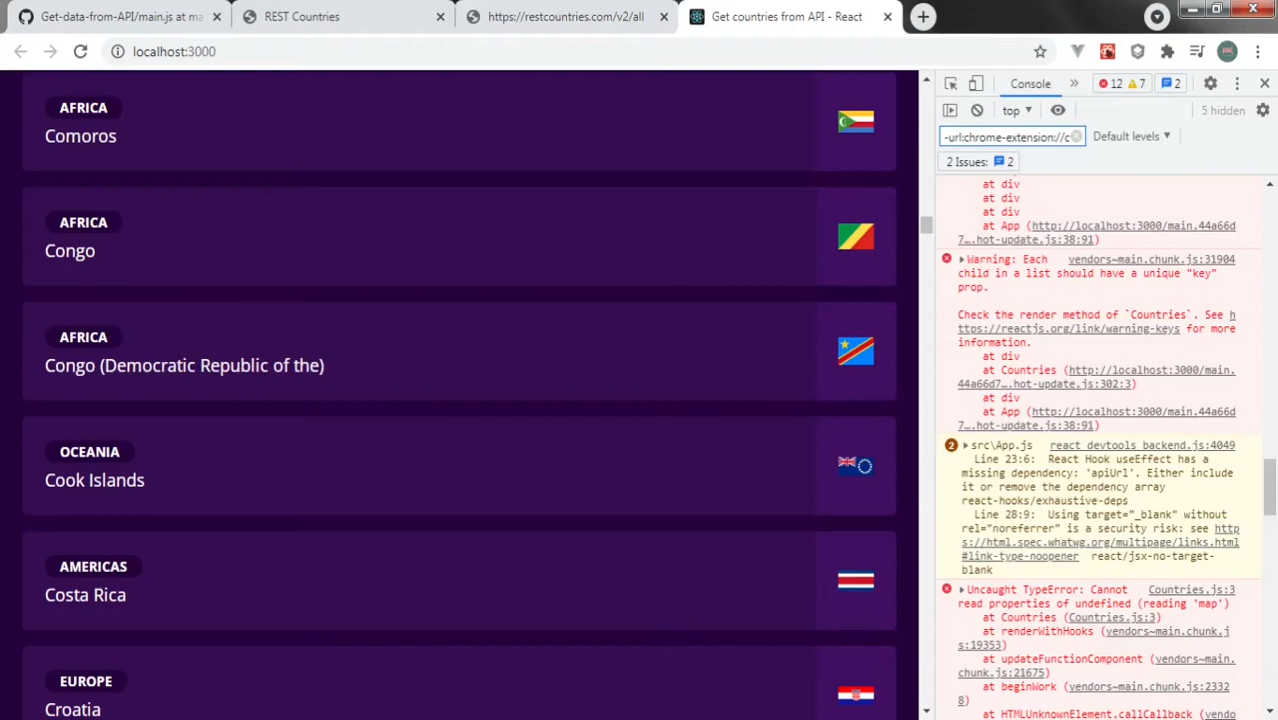 Get-data-from-API/main.js at ma
REST Countries
https://restcountries.com/v2/all
Get countries from API - React
localhost:3000
AFRICA
Comoros
AFRICA
Congo
AFRICA
Congo (Democratic Republic of the)
OCEANIA
Cook Islands
AMERICAS
Costa Rica
EUROPE
Croatia
Console
12
7
2
top
5 hidden
-url:chrome-extension://c
Default levels
2 Issues:
2
at div
at div
at div
at App (http://localhost:3000/main.44a66d
7….hot-update.js:38:91)
Warning: Each vendors~main.chunk.js:31904
child in a list should have a unique "key"
prop.
Check the render method of `Countries`. See h
ttps://reactjs.org/link/warning-keys for more
information.
at div
at Countries (http://localhost:3000/main.
44a66d7….hot-update.js:302:3)
at div
at App (http://localhost:3000/main.44a66d
7….hot-update.js:38:91)
2 src\App.js react_devtools_backend.js:4049
Line 23:6: React Hook useEffect has a
missing dependency: 'apiUrl'. Either include
it or remove the dependency array
react-hooks/exhaustive-deps
Line 28:9: Using target="_blank" without
rel="noreferrer" is a security risk: see http
s://html.spec.whatwg.org/multipage/links.html
#link-type-noopener react/jsx-no-target-
blank
Uncaught TypeError: Cannot Countries.js:3
read properties of undefined (reading 'map')
at Countries (Countries.js:3)
at renderWithHooks (vendors~main.chunk.j
s:19353)
at updateFunctionComponent (vendors~main.
chunk.js:21675)
at beginWork (vendors~main.chunk.js:2332
8)
at HTMLUnknownElement.callCallback (vendo